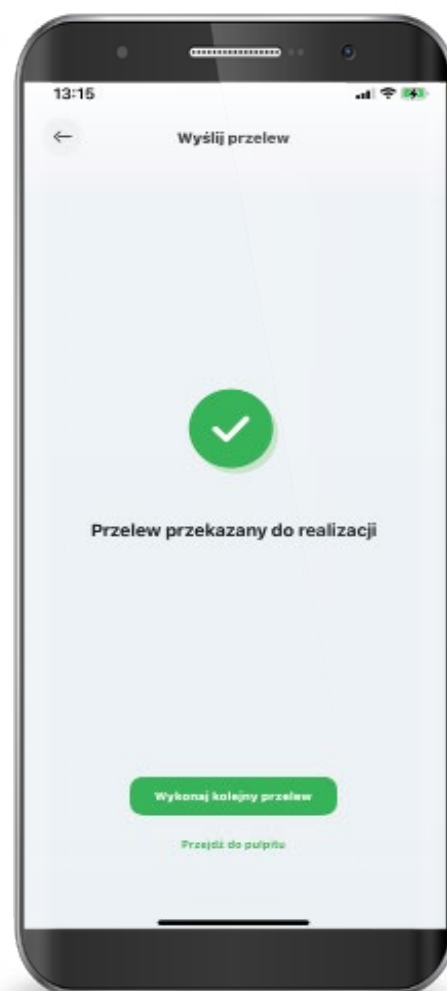 13:15
Wyślij przelew
Przelew przekazany do realizacji
Wykonaj kolejny przelew
Przejdź do pulpitu